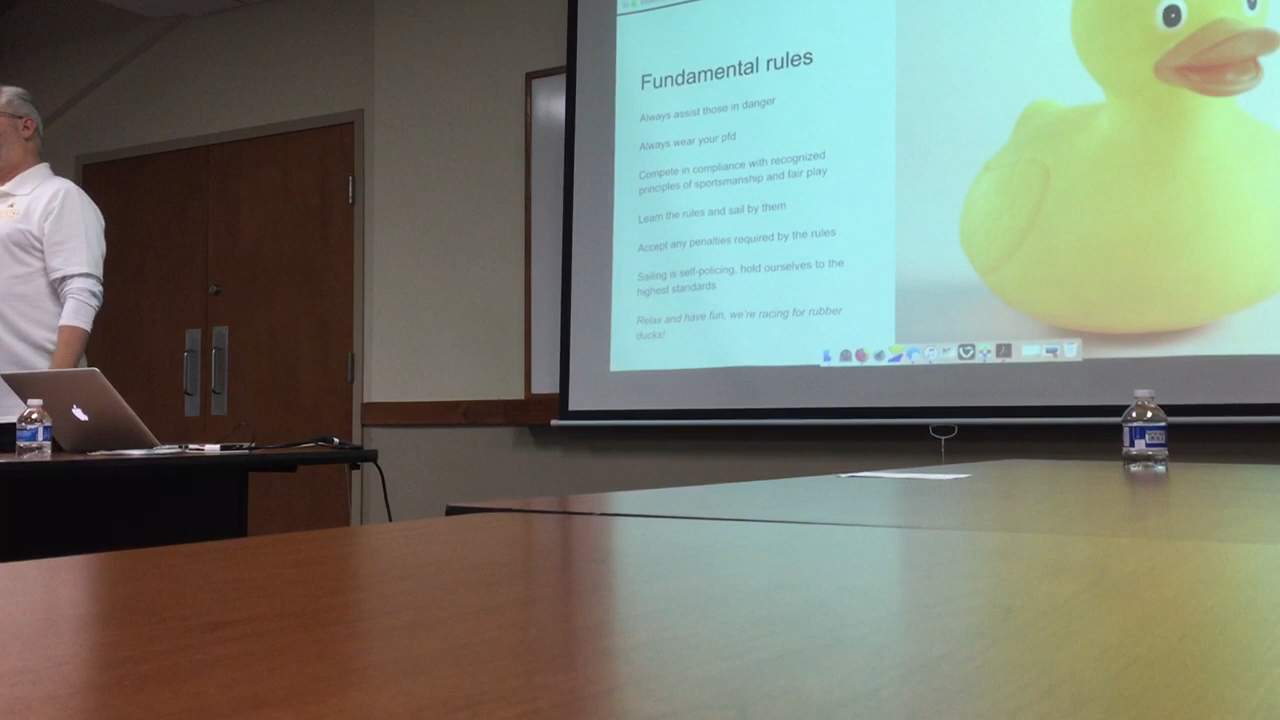 Fundamental rules
Always assist those in danger
Always wear your pfd
Compete in compliance with recognized
principles of sportsmanship and fair play
Learn the rules and sail by them
Accept any penalties required by the rules
Sailing is self-policing, hold ourselves to the
highest standards
Relax and have fun, we're racing for rubber
ducks!